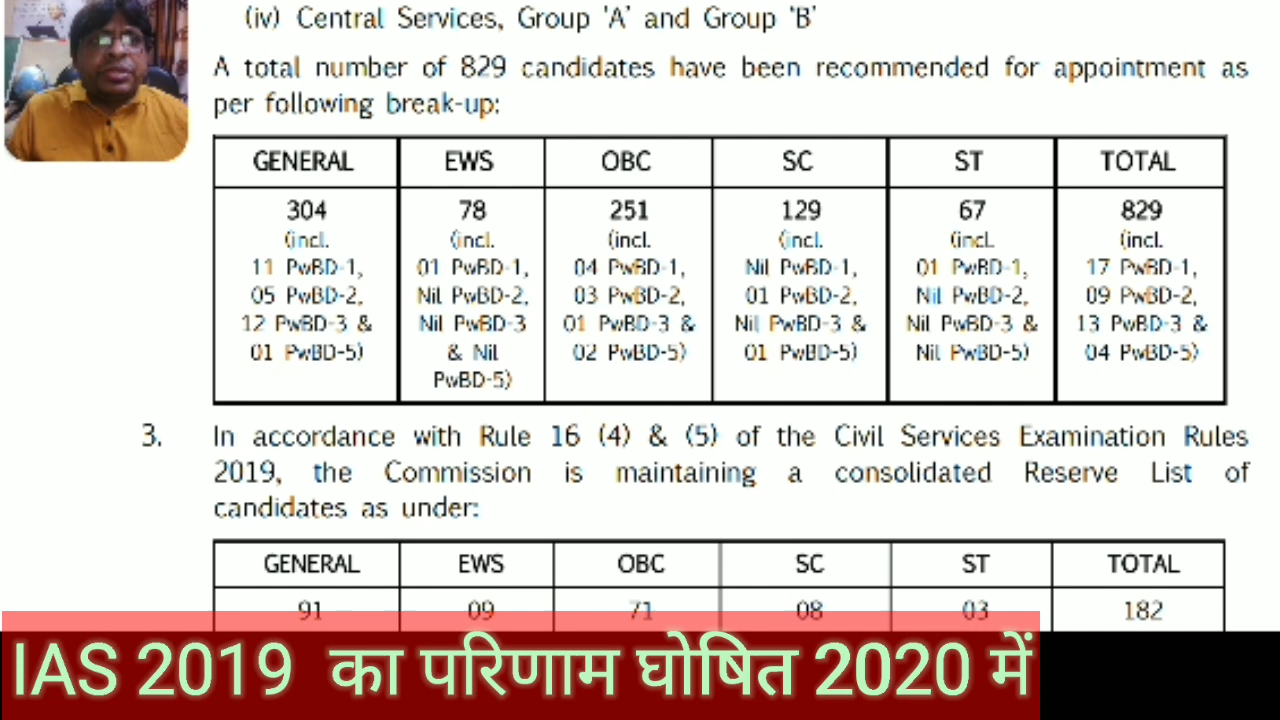 (iv) Central Services, Group 'A' and Group 'B'
A total number of 829 candidates have been recommended for appointment as
per following break-up:
GENERAL EWS OBC SC ST TOTAL
304 78 251 129 67 829
(incl. (incl. (incl. (incl. (incl. (incl.
11 PwBD-1, 01 PwBD-1, 04 PwBD-1, Nil PwBD-1, 01 PwBD-1, 17 PwBD-1,
05 PwBD-2, Nil PwBD-2, 03 PwBD-2, 01 PwBD-2, Nil PwBD-2, 09 PwBD-2,
12 PwBD-3 & Nil PwBD-3 01 PwBD-3 & Nil PwBD-3 & Nil PwBD-3 & 13 PwBD-3 &
01 PwBD-5) & Nil 02 PwBD-5) 01 PwBD-5) Nil PwBD-5) 04 PwBD-5)
PwBD-5)
3. In accordance with Rule 16 (4) & (5) of the Civil Services Examination Rules
2019, the Commission is maintaining a consolidated Reserve List of
candidates as under:
GENERAL EWS OBC SC ST TOTAL
91 09 71 08 03 182
IAS 2019 का परिणाम घोषित 2020 में